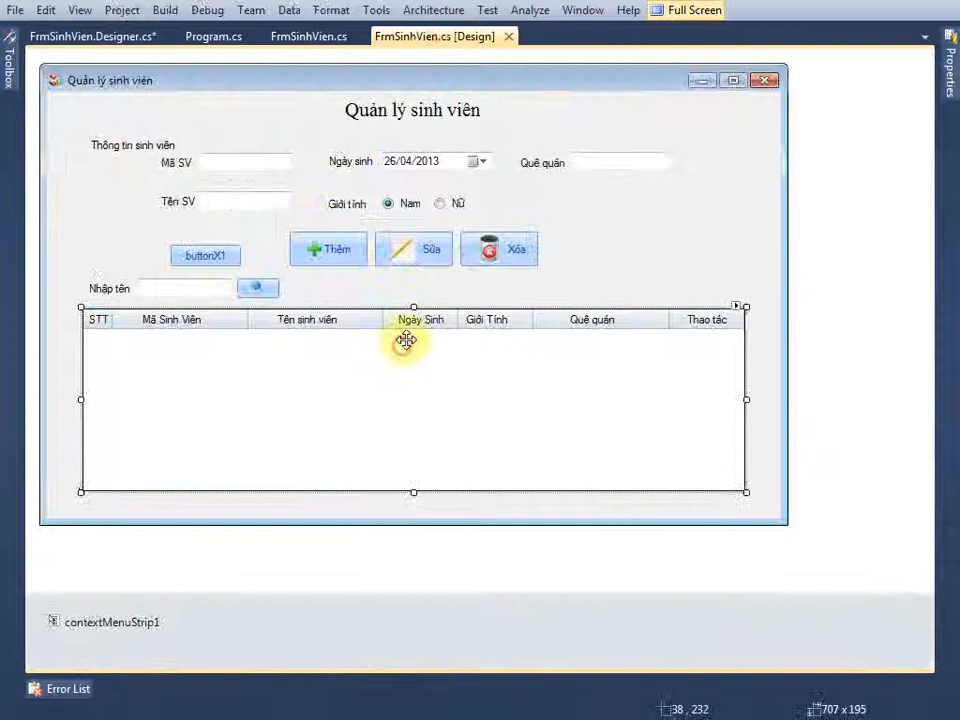 File Edit View Project Build Debug Team Data Format Tools Architecture Test Analyze Window Help Full Screen
FrmSinhVien.Designer.cs* Program.cs FrmSinhVien.cs FrmSinhVien.cs [Design]
Toolbox
Properties
Quản lý sinh viên
Quản lý sinh viên
Thông tin sinh viên
Mã SV Ngày sinh 26/04/2013 Quê quán
Tên SV Giới tính Nam Nữ
buttonX1 Thêm Sửa Xóa
Nhập tên
STT Mã Sinh Viên Tên sinh viên Ngày Sinh Giới Tính Quê quán Thao tác
contextMenuStrip1
Error List
38 , 232 707 x 195